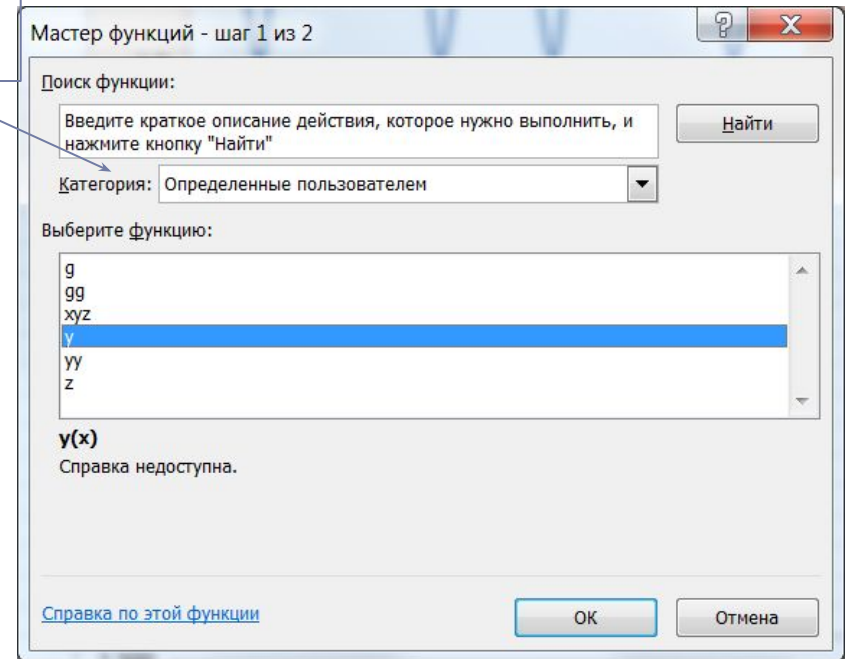 Мастер функций - шаг 1 из 2
Поиск функции:
Введите краткое описание действия, которое нужно выполнить, и
нажмите кнопку "Найти"
Найти
Категория: Определенные пользователем
Выберите функцию:
g
gg
xyz
y
yy
z
y(x)
Справка недоступна.
Справка по этой функции
ОК
Отмена